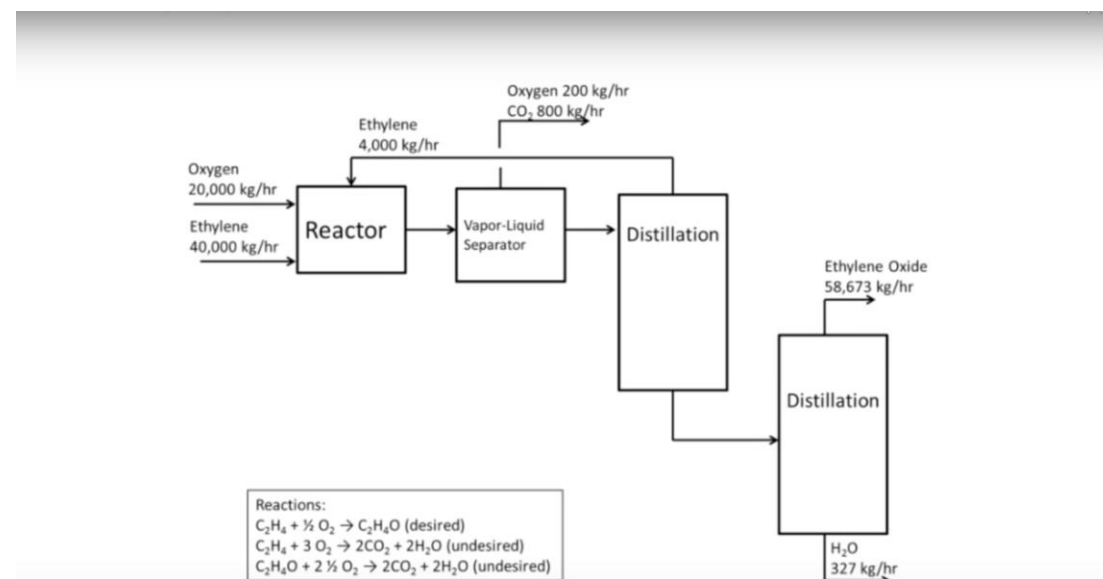 Oxygen 200 kg/hr
CO₂ 800 kg/hr
Ethylene
4,000 kg/hr
Oxygen
20,000 kg/hr
Ethylene
40,000 kg/hr
Reactor
Vapor-Liquid
Separator
Distillation
Ethylene Oxide
58,673 kg/hr
Distillation
H₂O
327 kg/hr
Reactions:
C₂H₄ + ½ O₂ → C₂H₄O (desired)
C₂H₄ + 3 O₂ → 2CO₂ + 2H₂O (undesired)
C₂H₄O + 2 ½ O₂ → 2CO₂ + 2H₂O (undesired)